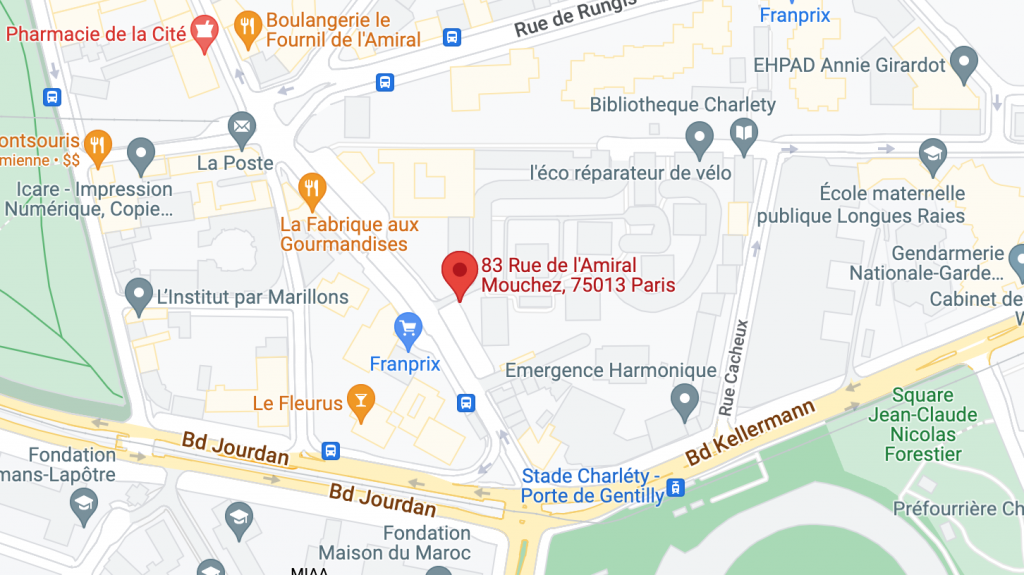 Pharmacie de la Cité
Boulangerie le
Fournil de l'Amiral
Rue de Rungis
Franprix
EHPAD Annie Girardot
Bibliotheque Charlety
ontsouris
mienne • $$
La Poste
l'éco réparateur de vélo
Icare - Impression
Numérique, Copie...
La Fabrique aux
Gourmandises
École maternelle
publique Longues Raies
Gendarmerie
Nationale-Garde...
83 Rue de l'Amiral
Mouchez, 75013 Paris
L'Institut par Marillons
Cabinet de
W
Franprix
Emergence Harmonique
Rue Cacheux
Le Fleurus
Square
Jean-Claude
Nicolas
Forestier
Bd Kellermann
Bd Jourdan
Fondation
mans-Lapôtre
Stade Charléty -
Porte de Gentilly
Bd Jourdan
Préfourrière Ch
Fondation
Maison du Maroc
MIAA